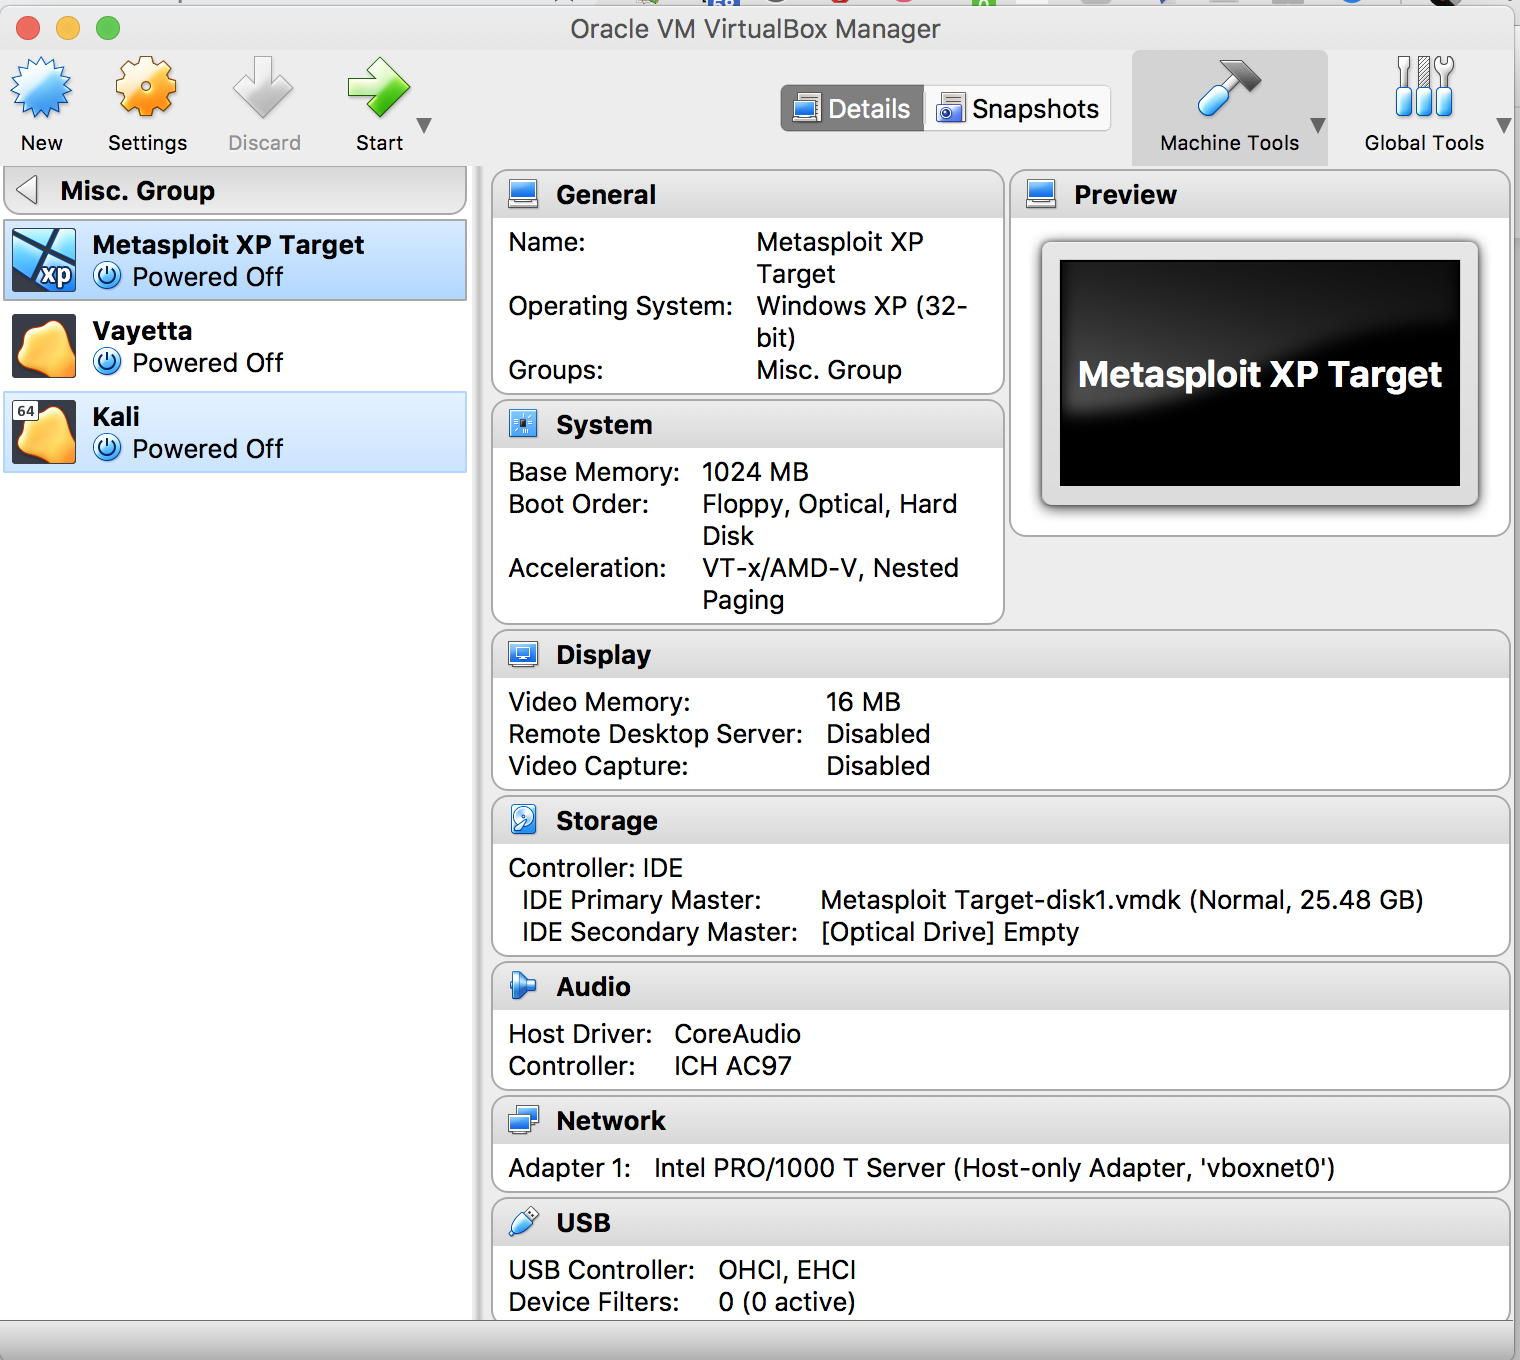 Oracle VM VirtualBox Manager
New
Settings
Discard
Start
Details
Snapshots
Machine Tools
Global Tools
Misc. Group
xp
Metasploit XP Target
Powered Off
Vayetta
Powered Off
64
Kali
Powered Off
General
Name: Metasploit XP
Target
Operating System: Windows XP (32-
bit)
Groups: Misc. Group
Preview
Metasploit XP Target
System
Base Memory: 1024 MB
Boot Order: Floppy, Optical, Hard
Disk
Acceleration: VT-x/AMD-V, Nested
Paging
Display
Video Memory: 16 MB
Remote Desktop Server: Disabled
Video Capture: Disabled
Storage
Controller: IDE
IDE Primary Master: Metasploit Target-disk1.vmdk (Normal, 25.48 GB)
IDE Secondary Master: [Optical Drive] Empty
Audio
Host Driver: CoreAudio
Controller: ICH AC97
Network
Adapter 1: Intel PRO/1000 T Server (Host-only Adapter, 'vboxnet0')
USB
USB Controller: OHCI, EHCI
Device Filters: 0 (0 active)